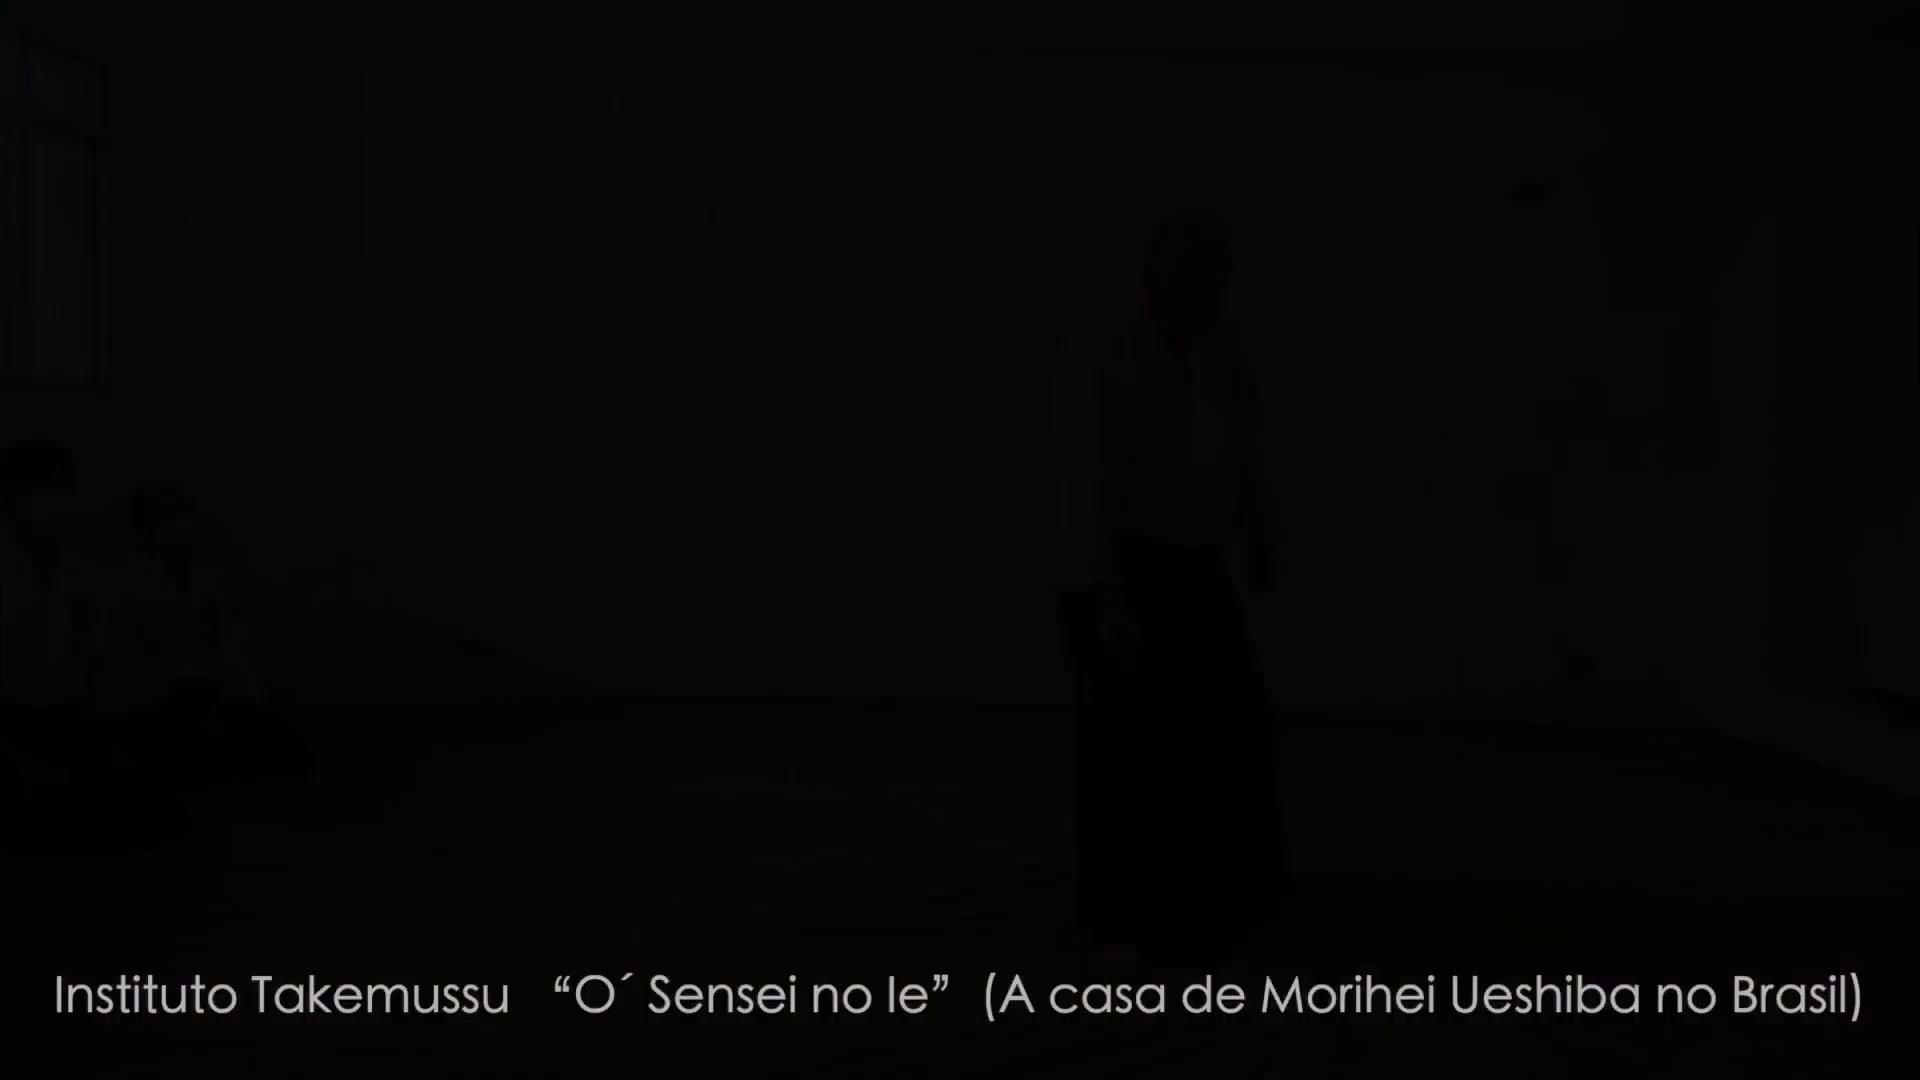 Instituto Takemussu “O´ Sensei no Ie” (A casa de Morihei Ueshiba no Brasil)